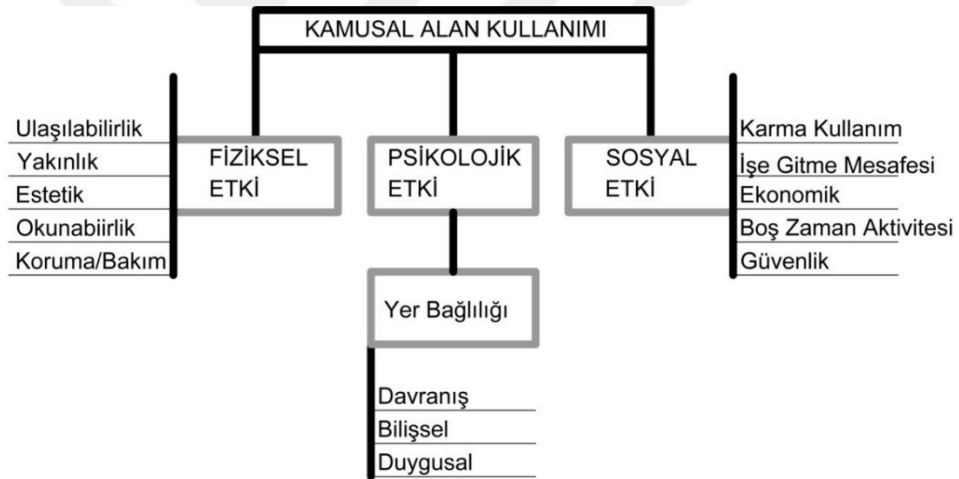 KAMUSAL ALAN KULLANIMI
Ulaşılabilirlik
Yakınlık
Estetik
Okunabiirlik
Koruma/Bakım
FİZİKSEL
ETKİ
PSİKOLOJİK
ETKİ
SOSYAL
ETKİ
Karma Kullanım
İşe Gitme Mesafesi
Ekonomik
Boş Zaman Aktivitesi
Güvenlik
Yer Bağlılığı
Davranış
Bilişsel
Duygusal